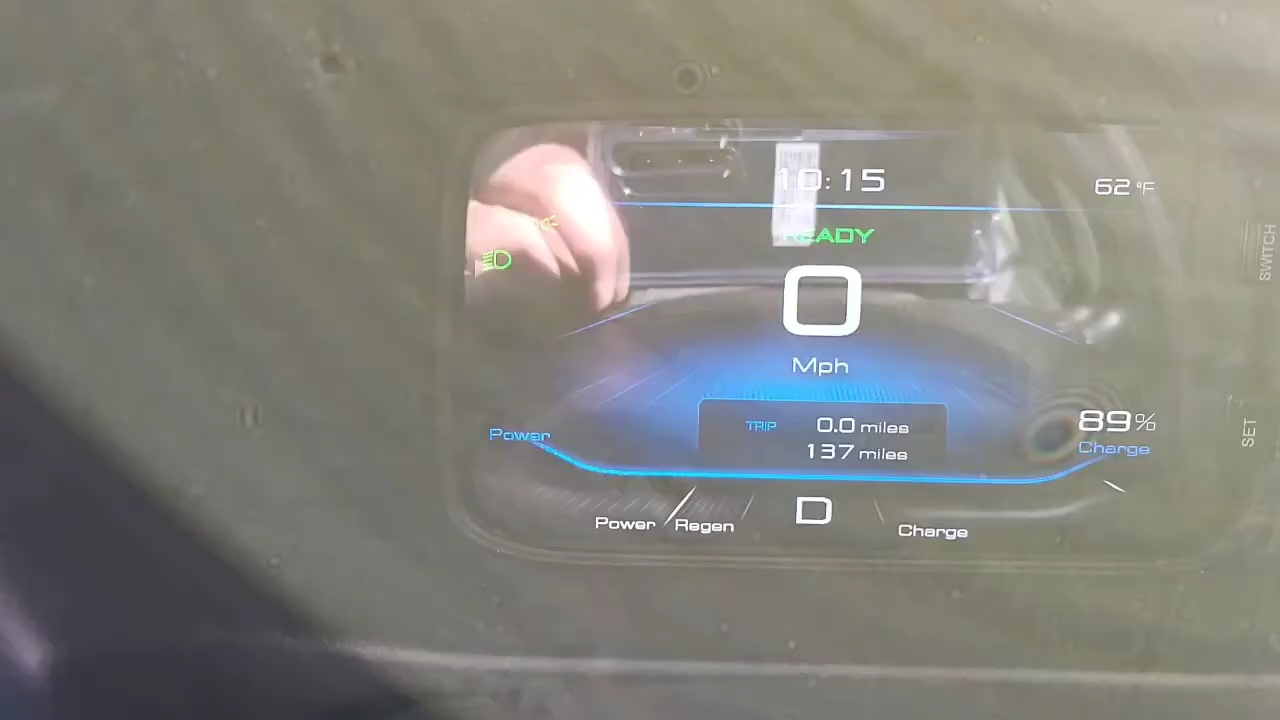 10:15
62 °F
READY
0
Mph
TRIP 0.0 miles
137 miles
89%
Charge
Power
D
Power Regen
Charge
SWITCH
SET